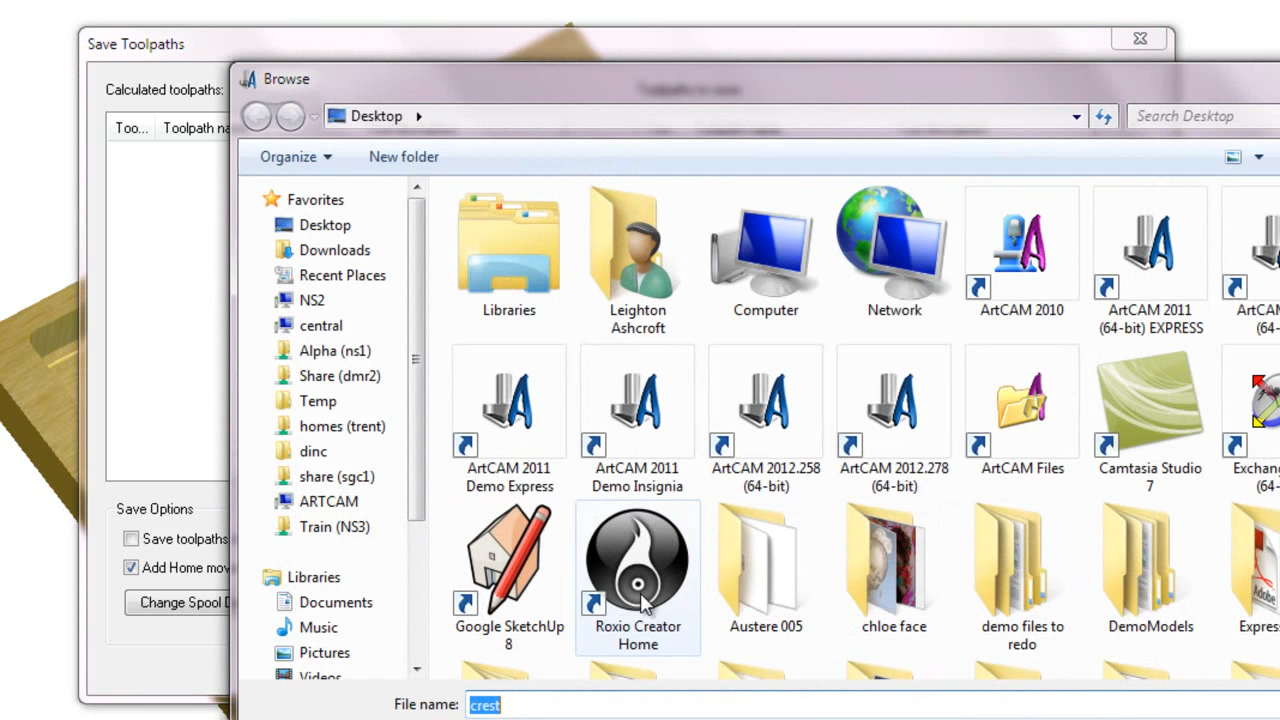 Save Toolpaths
Calculated toolpaths:
Too...
Toolpath na
Browse
Desktop
Search Desktop
Organize
New folder
Favorites
Desktop
Downloads
Recent Places
NS2
central
Alpha (ns1)
Share (dmr2)
Temp
homes (trent)
dinc
share (sgc1)
ARTCAM
Train (NS3)
Libraries
Documents
Music
Pictures
Videos
Libraries
Leighton
Ashcroft
Computer
Network
ArtCAM 2010
ArtCAM 2011
(64-bit) EXPRESS
ArtCA
(64-
ArtCAM 2011
Demo Express
ArtCAM 2011
Demo Insignia
ArtCAM 2012.258
(64-bit)
ArtCAM 2012.278
(64-bit)
ArtCAM Files
Camtasia Studio
7
Exchan
(64-
Google SketchUp
8
Roxio Creator
Home
Austere 005
chloe face
demo files to
redo
DemoModels
Adobe
Expres
Save Options
Save toolpaths
Add Home mov
Change Spool D
File name:
crest